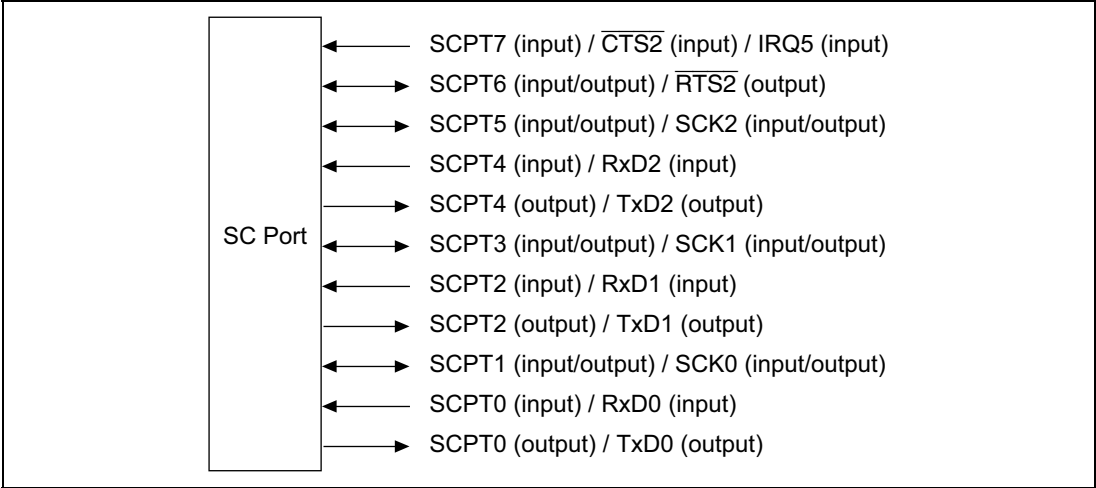 SCPT7 (input) / C̅T̅S̅2̅ (input) / IRQ5 (input)
SCPT6 (input/output) / R̅T̅S̅2̅ (output)
SCPT5 (input/output) / SCK2 (input/output)
SCPT4 (input) / RxD2 (input)
SCPT4 (output) / TxD2 (output)
SC Port
SCPT3 (input/output) / SCK1 (input/output)
SCPT2 (input) / RxD1 (input)
SCPT2 (output) / TxD1 (output)
SCPT1 (input/output) / SCK0 (input/output)
SCPT0 (input) / RxD0 (input)
SCPT0 (output) / TxD0 (output)